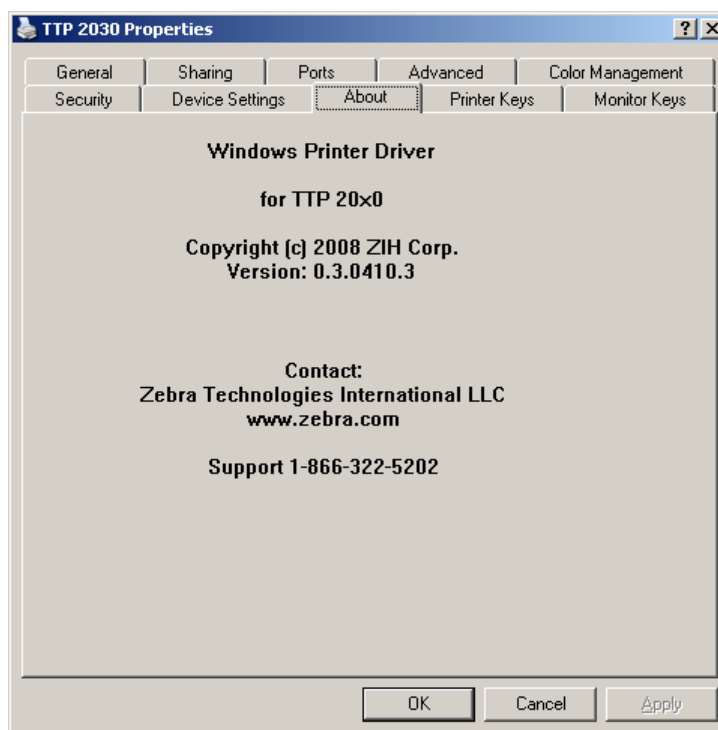 TTP 2030 Properties
General Sharing Ports Advanced Color Management
Security Device Settings About Printer Keys Monitor Keys
Windows Printer Driver
for TTP 20x0
Copyright (c) 2008 ZIH Corp.
Version: 0.3.0410.3
Contact:
Zebra Technologies International LLC
www.zebra.com
Support 1-866-322-5202
OK Cancel Apply